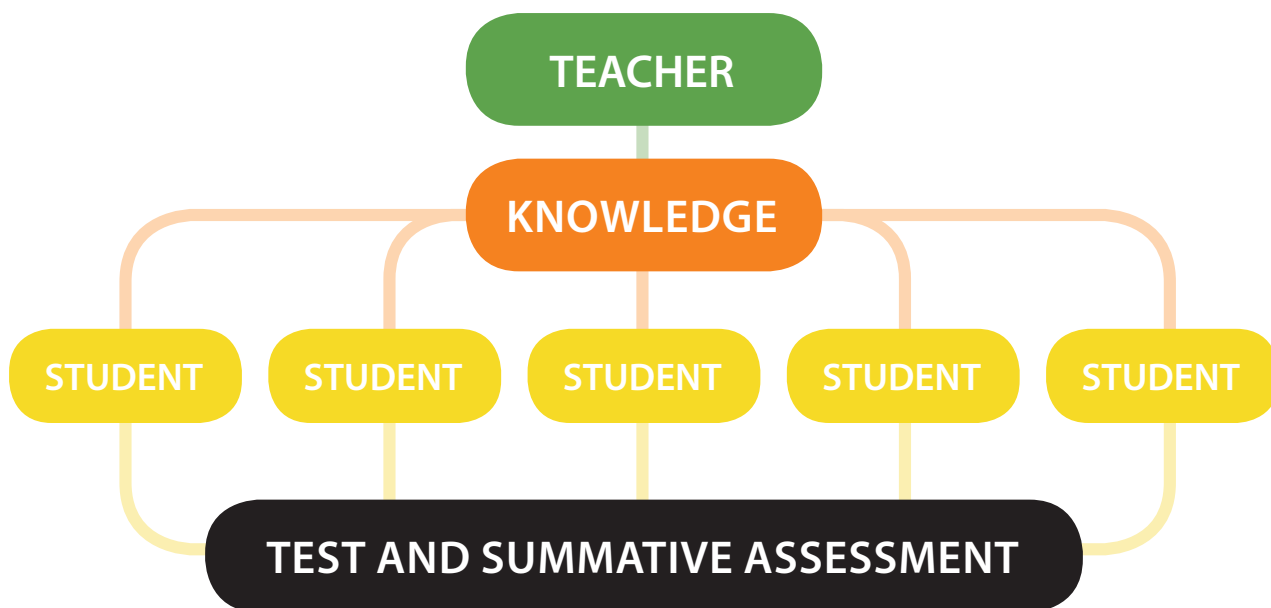 TEACHER
KNOWLEDGE
STUDENT
STUDENT
STUDENT
STUDENT
STUDENT
TEST AND SUMMATIVE ASSESSMENT